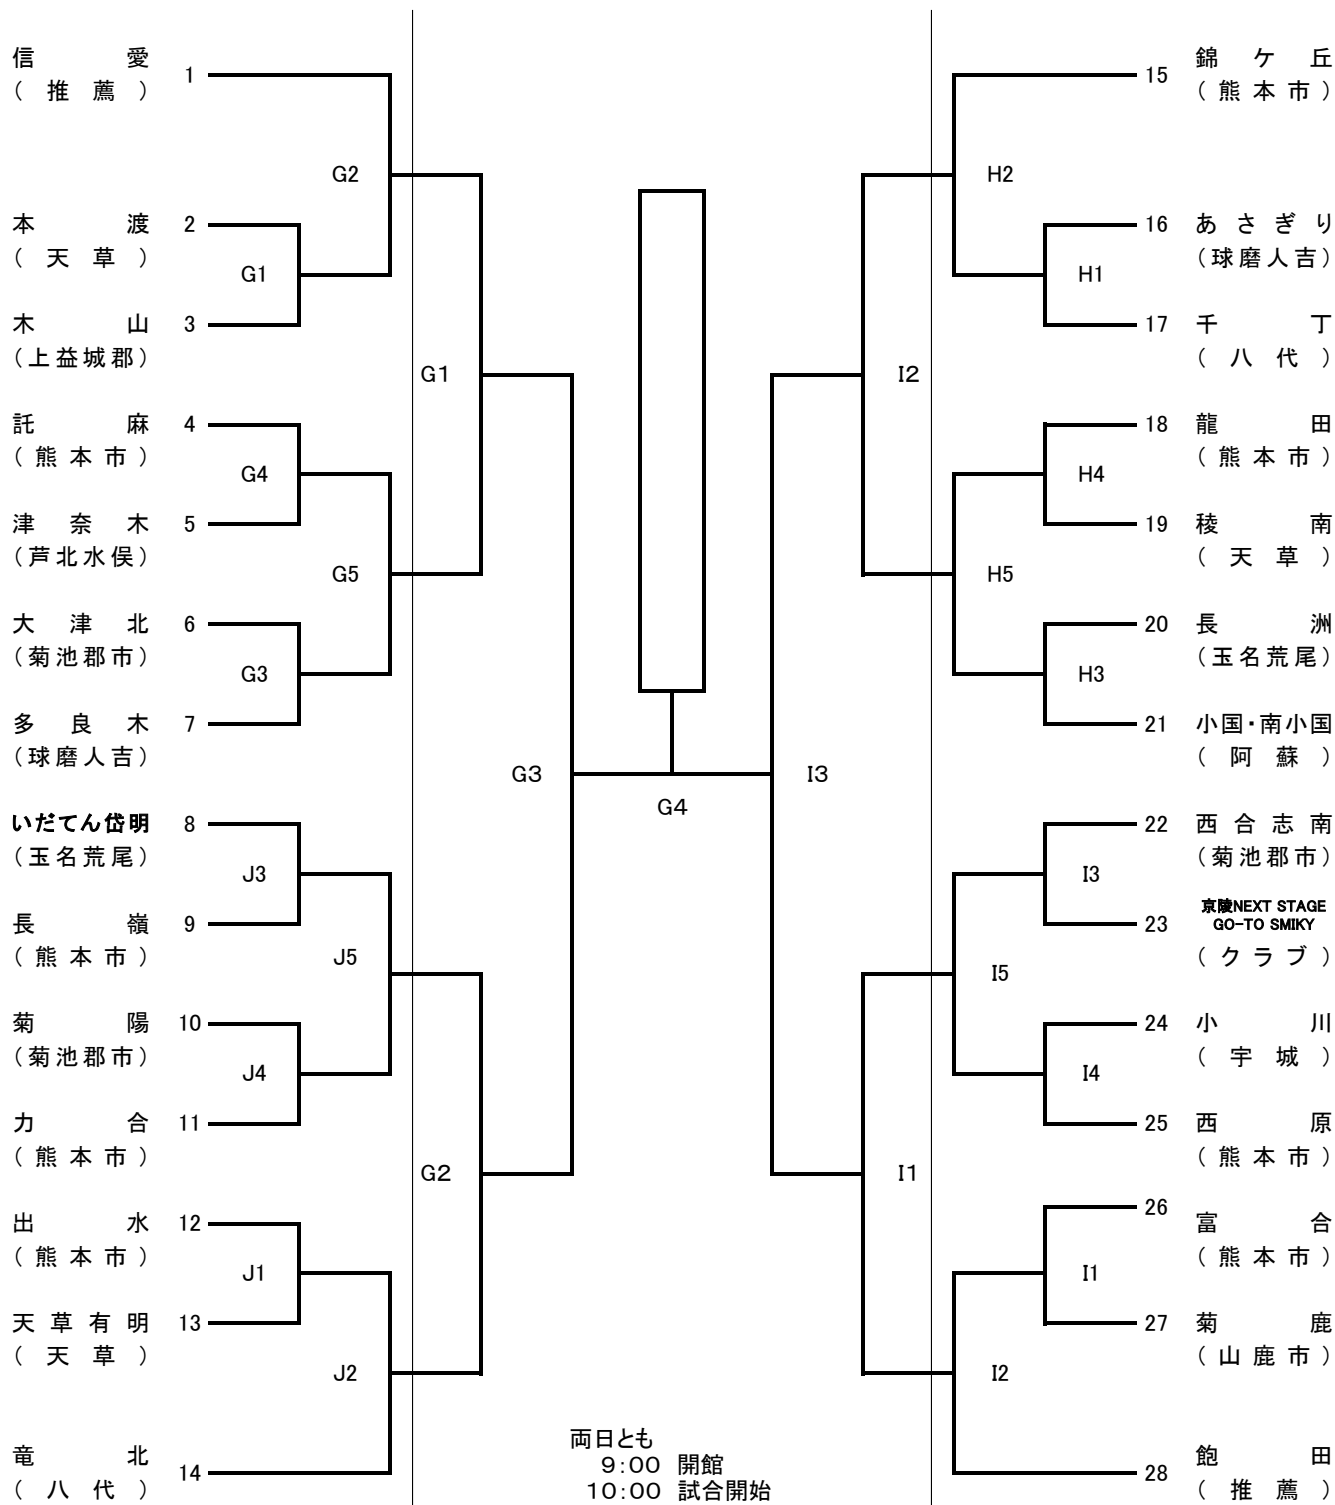 信愛 1
(推薦)
G2
本渡 2
(天草)
G1
木山 3
(上益城郡)
G1
託麻 4
(熊本市)
G4
津奈木 5
(芦北水俣)
G5
大津北 6
(菊池郡市)
G3
多良木 7
(球磨人吉)
G3
いだてん岱明 8
(玉名荒尾)
J3
長嶺 9
(熊本市)
J5
菊陽 10
(菊池郡市)
J4
力合 11
(熊本市)
G2
出水 12
(熊本市)
J1
天草有明 13
(天草)
J2
竜北 14
(八代)
G4
両日とも
9:00 開館
10:00 試合開始
15 錦ケ丘
(熊本市)
H2
16 あさぎり
(球磨人吉)
H1
17 千丁
(八代)
I2
18 龍田
(熊本市)
H4
19 稜南
(天草)
H5
20 長洲
(玉名荒尾)
H3
21 小国・南小国
(阿蘇)
I3
22 西合志南
(菊池郡市)
I3
京陵NEXT STAGE
23 GO-TO SMIKY
(クラブ)
I5
24 小川
(宇城)
I4
25 西原
(熊本市)
I1
26 富合
(熊本市)
I1
27 菊鹿
(山鹿市)
I2
28 飽田
(推薦)